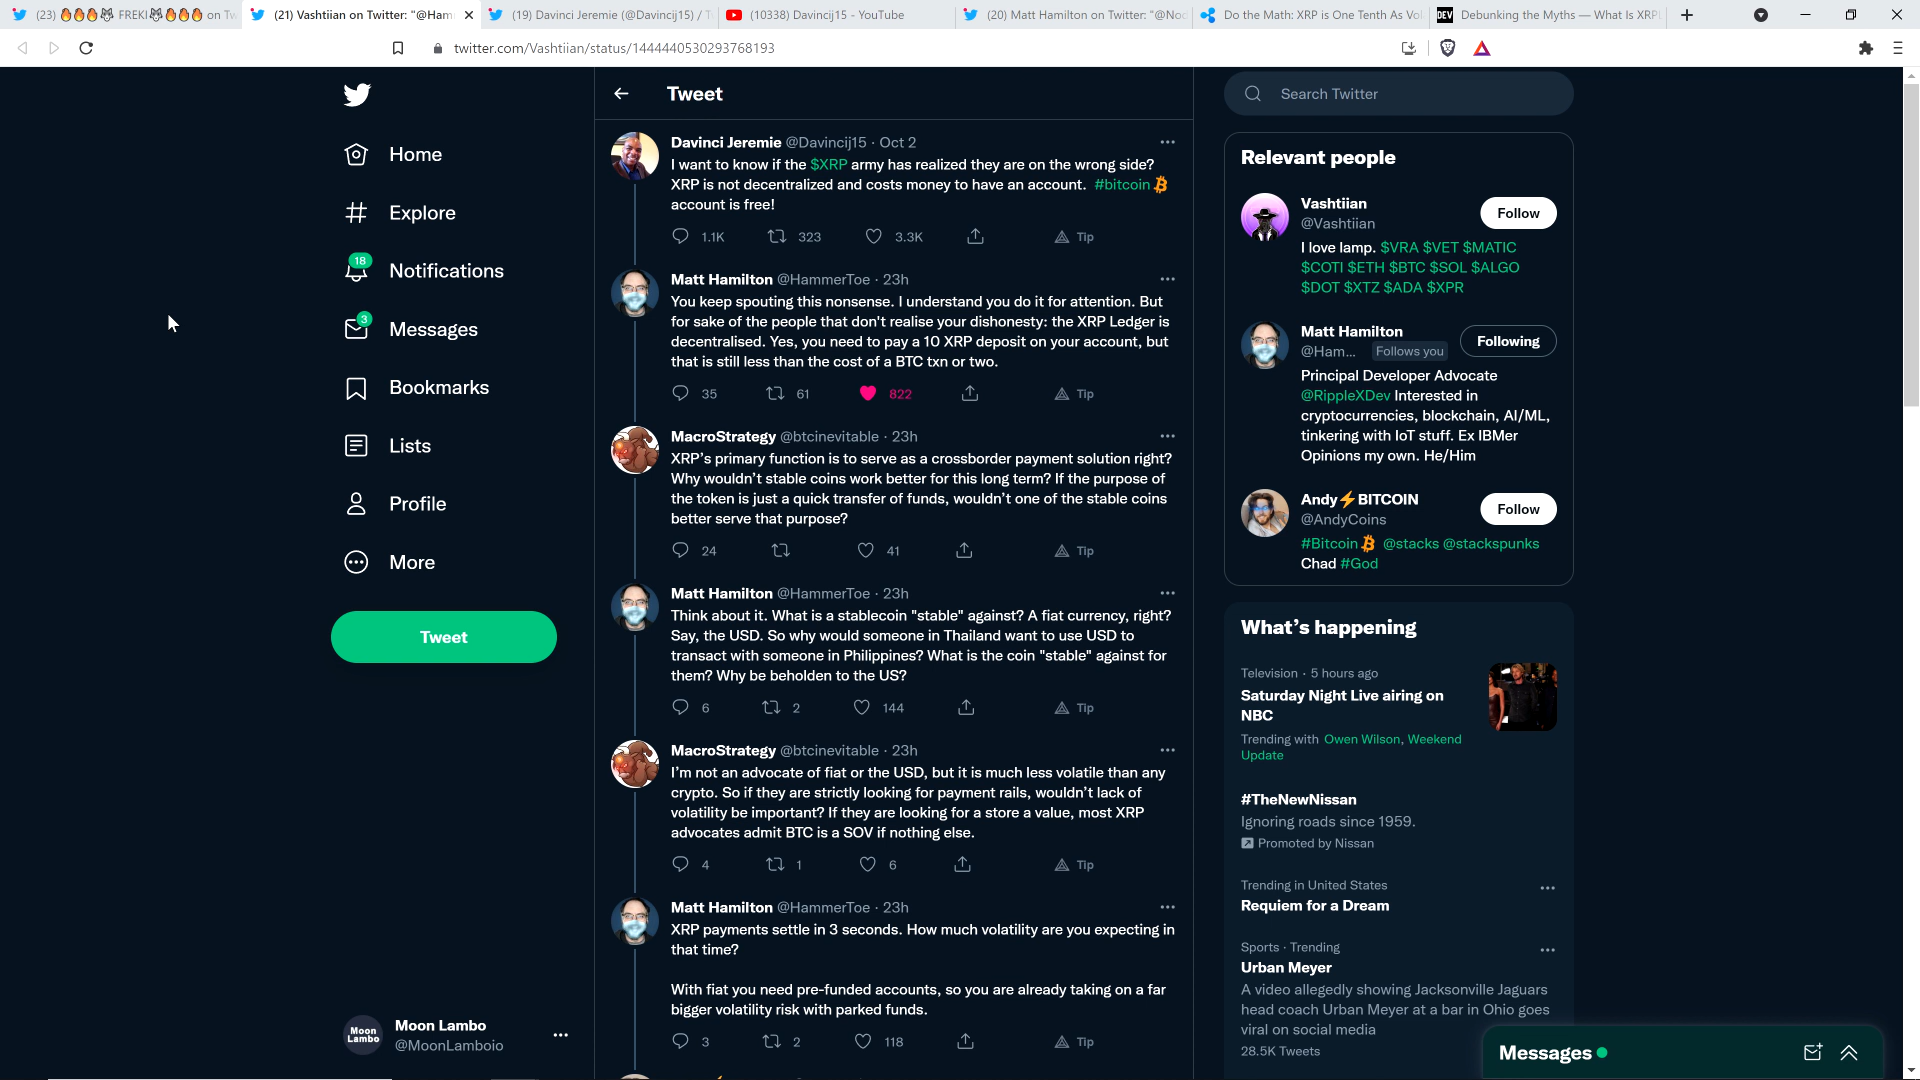 (23) 🔥🔥🔥🐺 FREKI🐺🔥🔥🔥 on Tw
(21) Vashtiian on Twitter: "@Ham
(19) Davinci Jeremie (@Davincij15) / T
(10338) Davincij15 - YouTube
(20) Matt Hamilton on Twitter: "@Noc
Do the Math: XRP is One Tenth As Vol
DEV
Debunking the Myths — What Is XRP
twitter.com/Vashtiian/status/1444440530293768193
Home
Explore
18
Notifications
3
Messages
Bookmarks
Lists
Profile
More
Tweet
Moon Lambo
Moon Lambo
@MoonLamboio
Tweet
Davinci Jeremie @Davincij15 · Oct 2
I want to know if the $XRP army has realized they are on the wrong side?
XRP is not decentralized and costs money to have an account. #bitcoin
account is free!
1.1K 323 3.3K Tip
Matt Hamilton @HammerToe · 23h
You keep spouting this nonsense. I understand you do it for attention. But
for sake of the people that don't realise your dishonesty: the XRP Ledger is
decentralised. Yes, you need to pay a 10 XRP deposit on your account, but
that is still less than the cost of a BTC txn or two.
35 61 822 Tip
MacroStrategy @btcinevitable · 23h
XRP's primary function is to serve as a crossborder payment solution right?
Why wouldn't stable coins work better for this long term? If the purpose of
the token is just a quick transfer of funds, wouldn't one of the stable coins
better serve that purpose?
24 41 Tip
Matt Hamilton @HammerToe · 23h
Think about it. What is a stablecoin "stable" against? A fiat currency, right?
Say, the USD. So why would someone in Thailand want to use USD to
transact with someone in Philippines? What is the coin "stable" against for
them? Why be beholden to the US?
6 2 144 Tip
MacroStrategy @btcinevitable · 23h
I'm not an advocate of fiat or the USD, but it is much less volatile than any
crypto. So if they are strictly looking for payment rails, wouldn't lack of
volatility be important? If they are looking for a store a value, most XRP
advocates admit BTC is a SOV if nothing else.
4 1 6 Tip
Matt Hamilton @HammerToe · 23h
XRP payments settle in 3 seconds. How much volatility are you expecting in
that time?
With fiat you need pre-funded accounts, so you are already taking on a far
bigger volatility risk with parked funds.
3 2 118 Tip
Search Twitter
Relevant people
Vashtiian
@Vashtiian
Follow
I love lamp. $VRA $VET $MATIC
$COTI $ETH $BTC $SOL $ALGO
$DOT $XTZ $ADA $XPR
Matt Hamilton
@Ham... Follows you
Following
Principal Developer Advocate
@RippleXDev Interested in
cryptocurrencies, blockchain, AI/ML,
tinkering with IoT stuff. Ex IBMer
Opinions my own. He/Him
Andy⚡BITCOIN
@AndyCoins
Follow
#Bitcoin @stacks @stackspunks
Chad #God
What's happening
Television · 5 hours ago
Saturday Night Live airing on
NBC
Trending with Owen Wilson, Weekend
Update
#TheNewNissan
Ignoring roads since 1959.
Promoted by Nissan
Trending in United States
Requiem for a Dream
Sports · Trending
Urban Meyer
A video allegedly showing Jacksonville Jaguars
head coach Urban Meyer at a bar in Ohio goes
viral on social media
28.5K Tweets
Messages